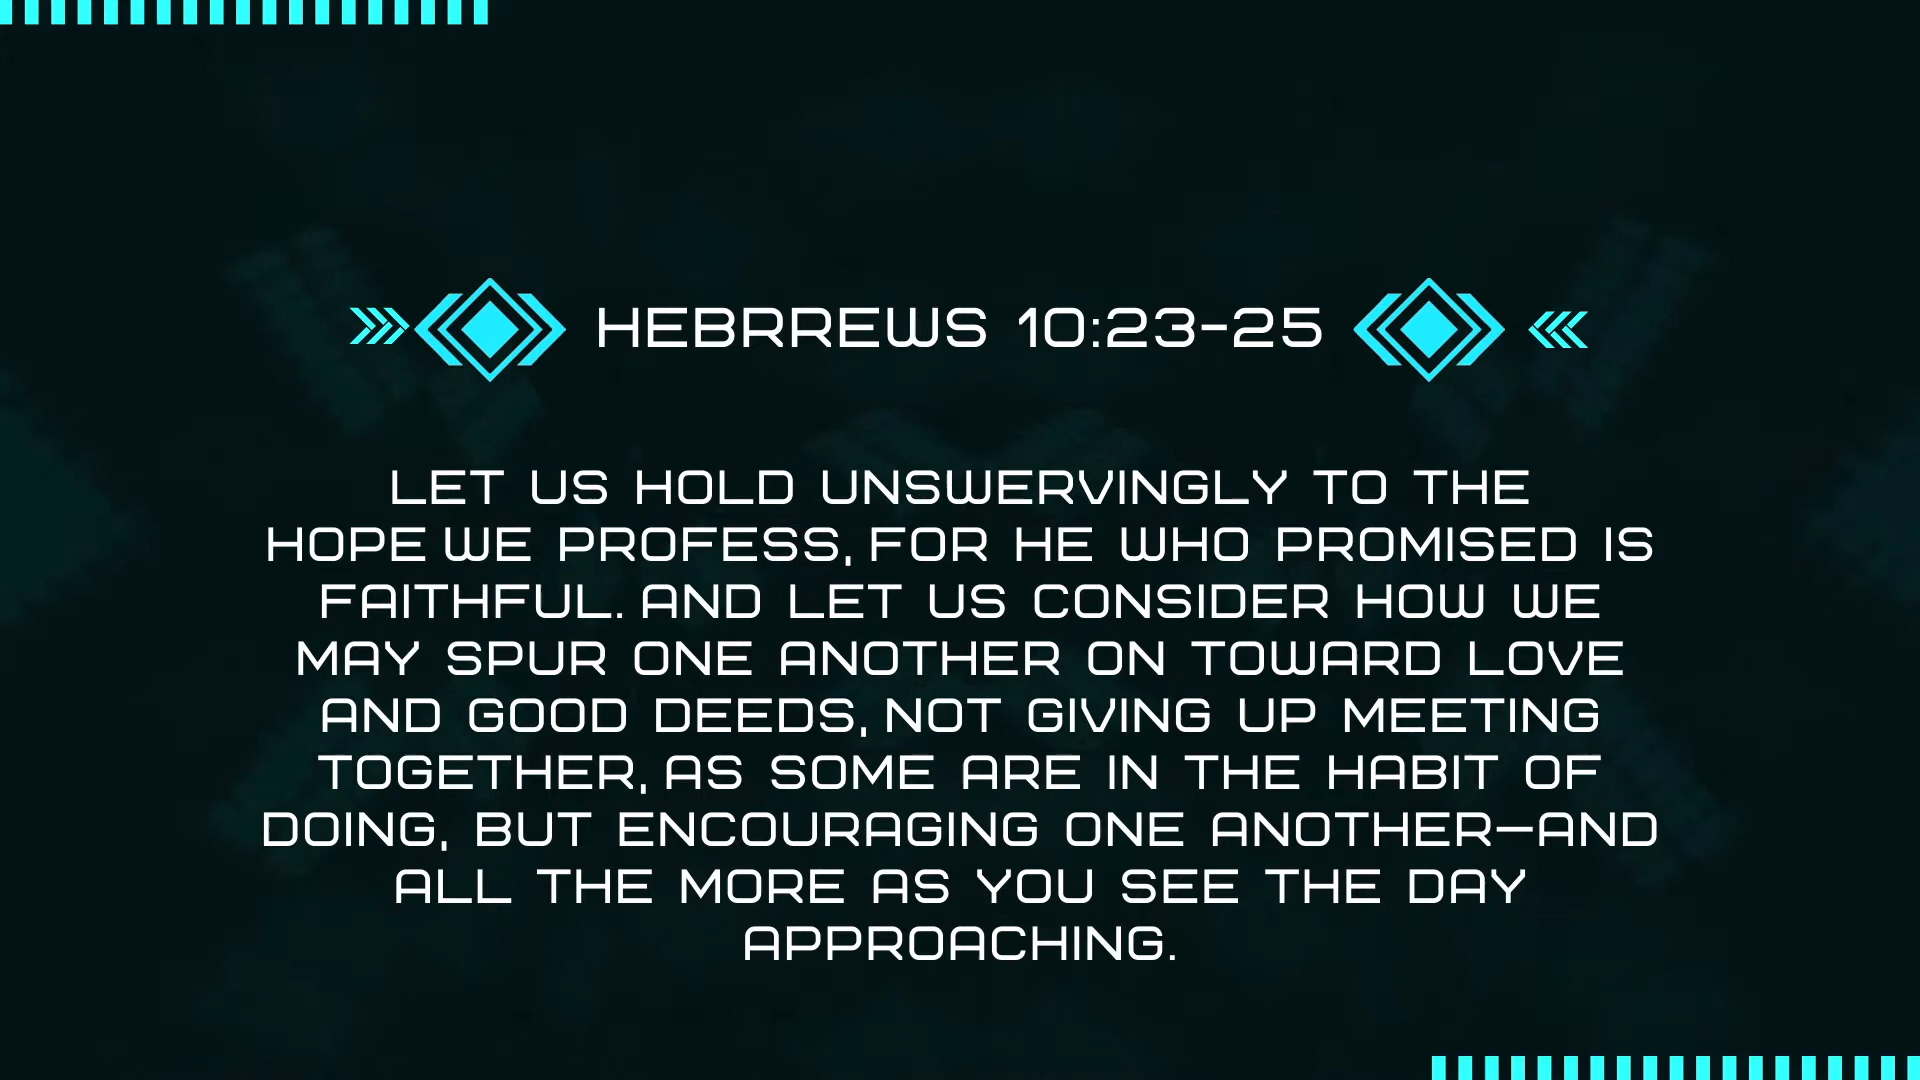 HEBRREWS 10:23-25
LET US HOLD UNSWERVINGLY TO THE
HOPE WE PROFESS, FOR HE WHO PROMISED IS
FAITHFUL. AND LET US CONSIDER HOW WE
MAY SPUR ONE ANOTHER ON TOWARD LOVE
AND GOOD DEEDS, NOT GIVING UP MEETING
TOGETHER, AS SOME ARE IN THE HABIT OF
DOING, BUT ENCOURAGING ONE ANOTHER—AND
ALL THE MORE AS YOU SEE THE DAY
APPROACHING.